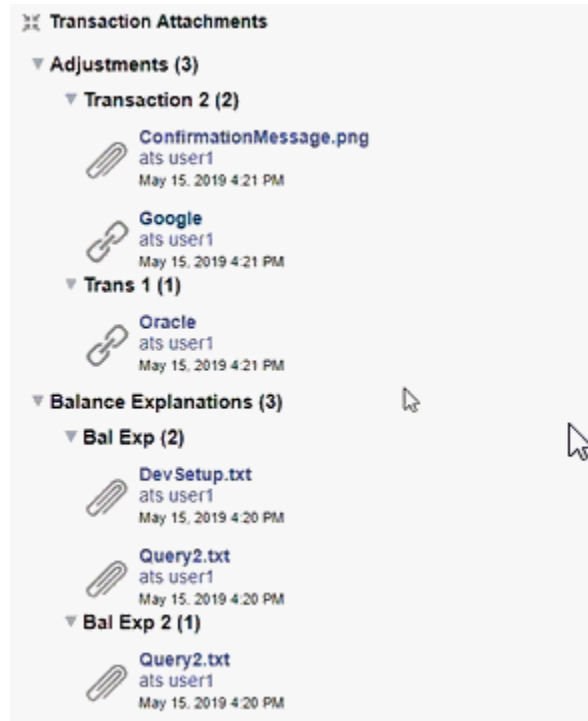 Transaction Attachments
Adjustments (3)
Transaction 2 (2)
ConfirmationMessage.png
ats user1
May 15, 2019 4:21 PM
Google
ats user1
May 15, 2019 4:21 PM
Trans 1 (1)
Oracle
ats user1
May 15, 2019 4:21 PM
Balance Explanations (3)
Bal Exp (2)
DevSetup.txt
ats user1
May 15, 2019 4:20 PM
Query2.txt
ats user1
May 15, 2019 4:20 PM
Bal Exp 2 (1)
Query2.txt
ats user1
May 15, 2019 4:20 PM